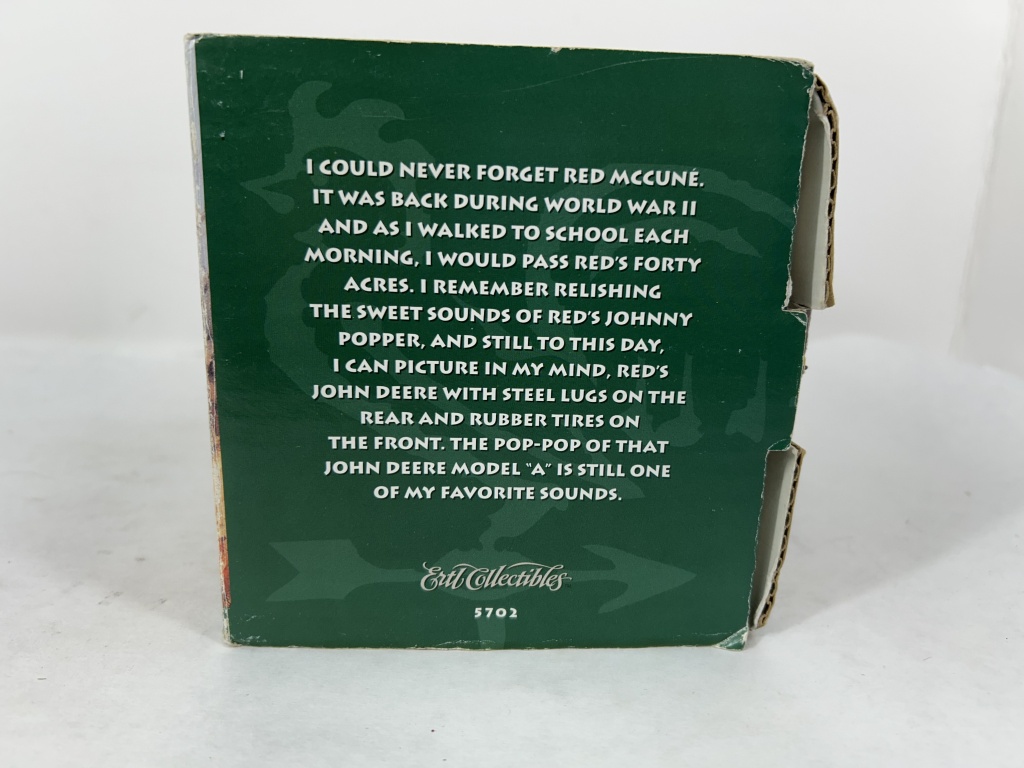 I COULD NEVER FORGET RED MCCUNE.
IT WAS BACK DURING WORLD WAR II
AND AS I WALKED TO SCHOOL EACH
MORNING, I WOULD PASS RED'S FORTY
ACRES. I REMEMBER RELISHING
THE SWEET SOUNDS OF RED'S JOHNNY
POPPER, AND STILL TO THIS DAY,
I CAN PICTURE IN MY MIND, RED'S
JOHN DEERE WITH STEEL LUGS ON THE
REAR AND RUBBER TIRES ON
THE FRONT. THE POP-POP OF THAT
JOHN DEERE MODEL "A" IS STILL ONE
OF MY FAVORITE SOUNDS.
Ertl Collectibles
5702